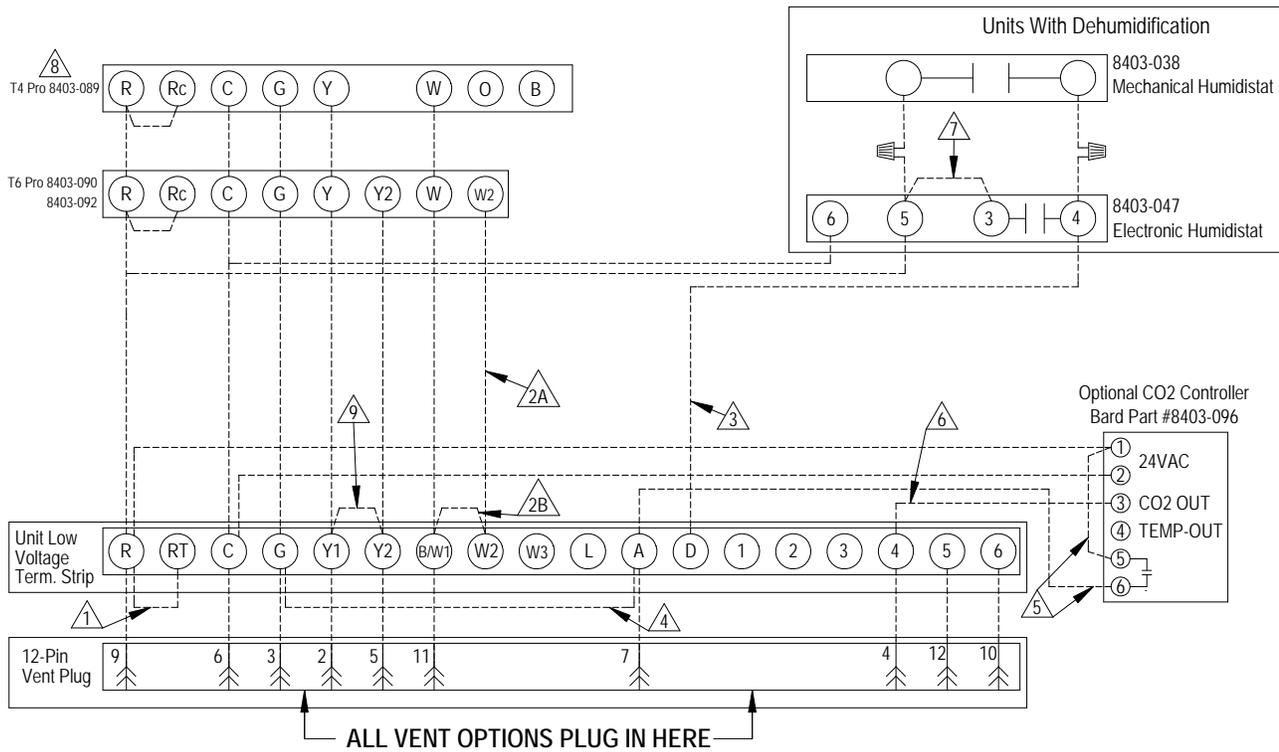 Units With Dehumidification
8403-038
Mechanical Humidistat
8
T4 Pro 8403-089
R Rc C G Y W O B
7
T6 Pro 8403-090
8403-092
R Rc C G Y Y2 W W2
6 5 3 4
8403-047
Electronic Humidistat
2A
9
3
6
2B
Optional CO2 Controller
Bard Part #8403-096
1
24VAC
2
3 CO2 OUT
4 TEMP-OUT
5
6
5
Unit Low
Voltage
Term. Strip
R RT C G Y1 Y2 B/W1 W2 W3 L A D 1 2 3 4 5 6
1
4
12-Pin
Vent Plug
9 6 3 2 5 11 7 4 12 10
ALL VENT OPTIONS PLUG IN HERE